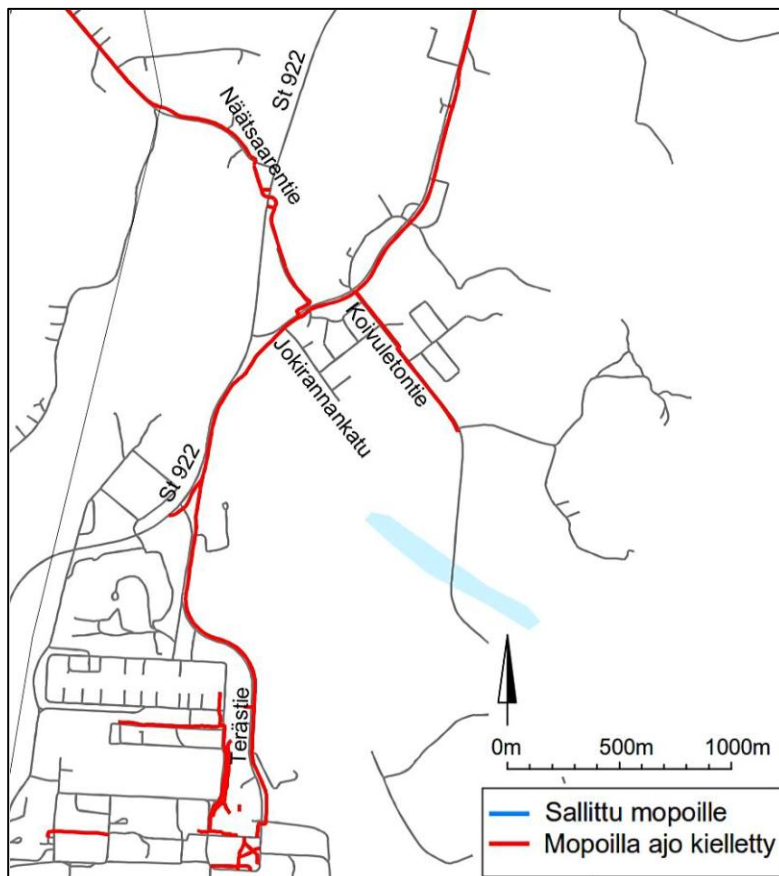 St 922
Näätsaarentie
Koivuletontie
Jokirannankatu
St 922
Terästie
0m 500m 1000m
Sallittu mopoille
Mopoilla ajo kielletty